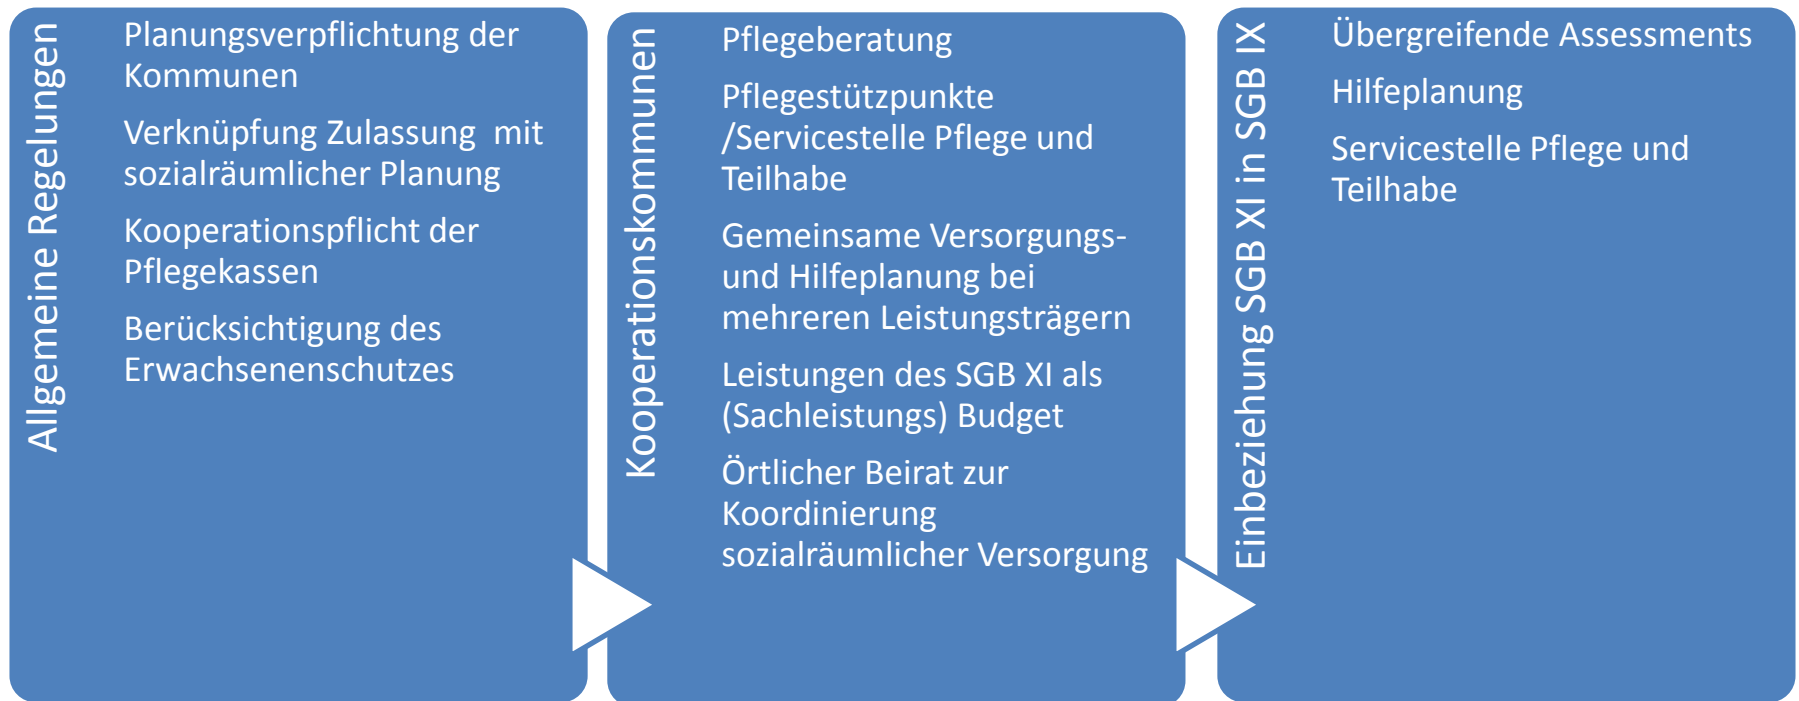 Allgemeine Regelungen
Planungsverpflichtung der
Kommunen
Verknüpfung Zulassung  mit
sozialräumlicher Planung
Kooperationspflicht der
Pflegekassen
Berücksichtigung des
Erwachsenenschutzes
Kooperationskommunen
Pflegeberatung
Pflegestützpunkte
/Servicestelle Pflege und
Teilhabe
Gemeinsame Versorgungs-
und Hilfeplanung bei
mehreren Leistungsträgern
Leistungen des SGB XI als
(Sachleistungs) Budget
Örtlicher Beirat zur
Koordinierung
sozialräumlicher Versorgung
Einbeziehung SGB XI in SGB IX
Übergreifende Assessments
Hilfeplanung
Servicestelle Pflege und
Teilhabe